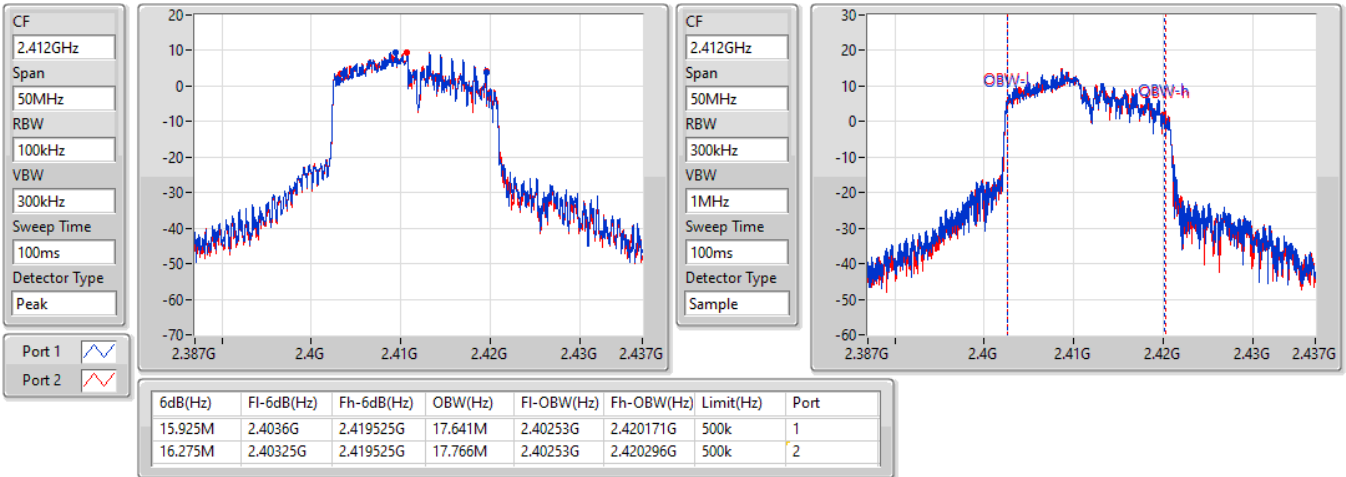 CF
2.412GHz
Span
50MHz
RBW
100kHz
VBW
300kHz
Sweep Time
100ms
Detector Type
Peak
Port 1
Port 2
20
10
0
-10
-20
-30
-40
-50
-60
-70
2.387G 2.4G 2.41G 2.42G 2.43G 2.437G
CF
2.412GHz
Span
50MHz
RBW
300kHz
VBW
1MHz
Sweep Time
100ms
Detector Type
Sample
30
20
10
0
-10
-20
-30
-40
-50
-60
OBW-l
OBW-h
2.387G 2.4G 2.41G 2.42G 2.43G 2.437G
6dB(Hz) Fl-6dB(Hz) Fh-6dB(Hz) OBW(Hz) Fl-OBW(Hz) Fh-OBW(Hz) Limit(Hz) Port
15.925M 2.4036G 2.419525G 17.641M 2.40253G 2.420171G 500k 1
16.275M 2.40325G 2.419525G 17.766M 2.40253G 2.420296G 500k 2